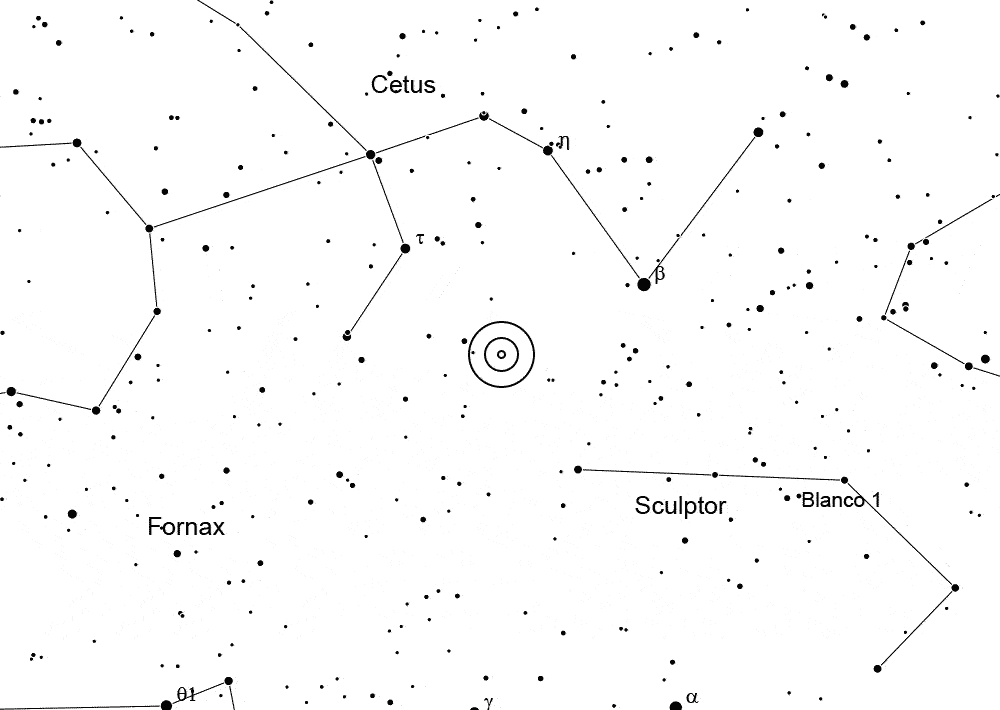 Cetus
η
τ
β
Sculptor
Blanco 1
Fornax
θ1
γ
α